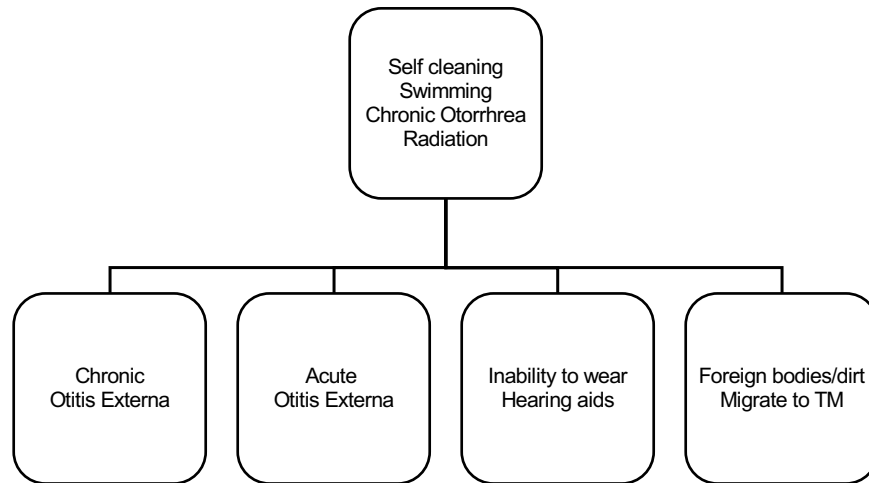 Self cleaning
Swimming
Chronic Otorrhrea
Radiation
Chronic
Otitis Externa
Acute
Otitis Externa
Inability to wear
Hearing aids
Foreign bodies/dirt
Migrate to TM